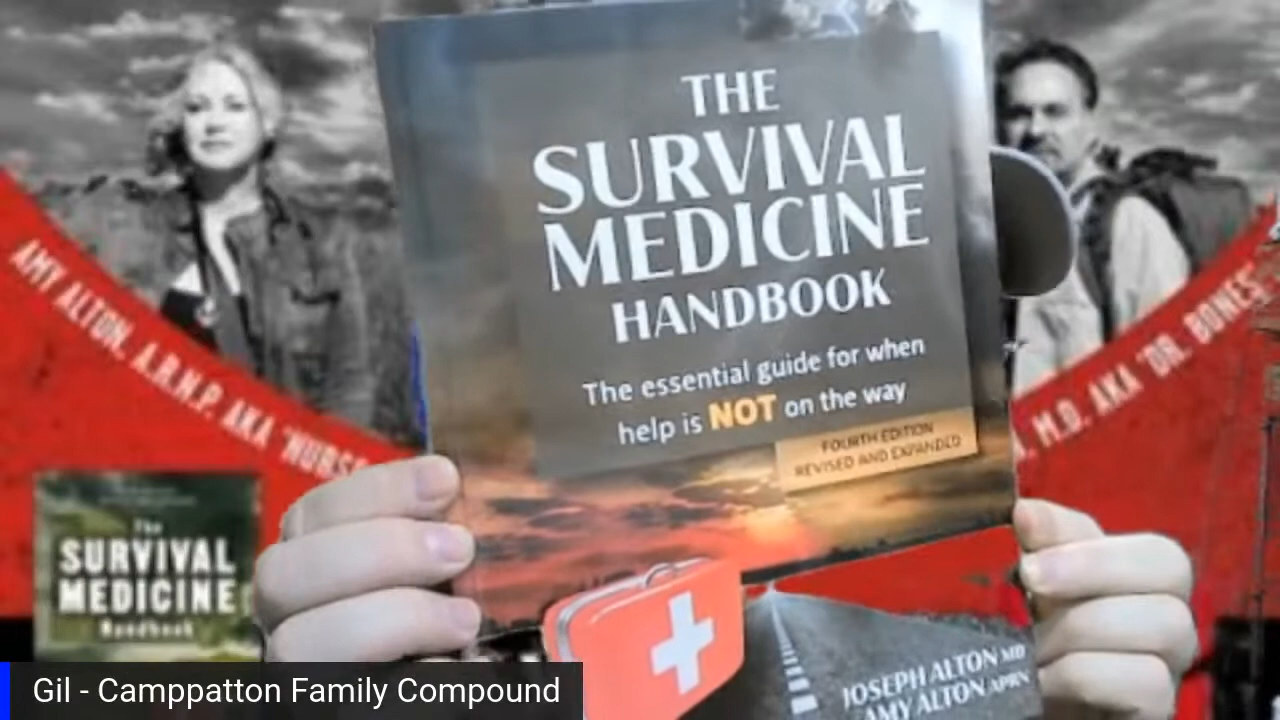 THE
SURVIVAL
MEDICINE
HANDBOOK
The essential guide for when
help is NOT on the way
FOURTH EDITION
REVISED AND EXPANDED
JOSEPH ALTON MD
AMY ALTON APRN
AMY ALTON, A.R.N.P. AKA "NURSE
M.D. AKA "DR. BONES
The
SURVIVAL
MEDICINE
Handbook
Gil - Camppatton Family Compound